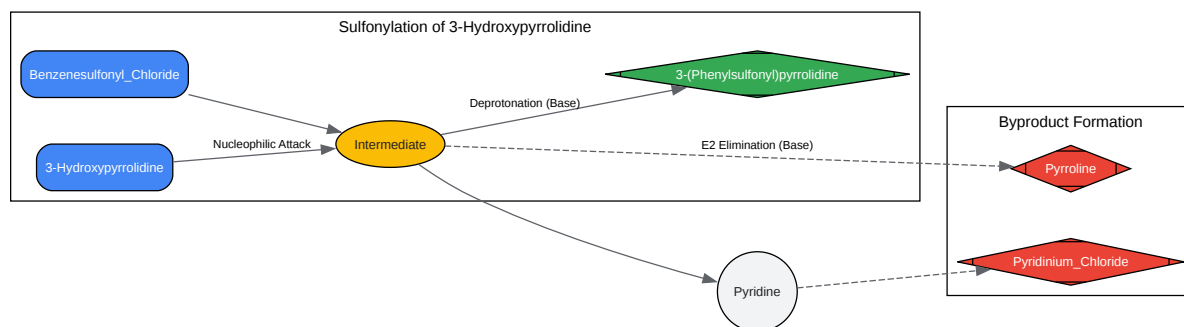 Sulfonylation of 3-Hydroxypyrrolidine
Benzenesulfonyl_Chloride
3-(Phenylsulfonyl)pyrrolidine
Deprotonation (Base)
Byproduct Formation
Nucleophilic Attack
Intermediate
E2 Elimination (Base)
3-Hydroxypyrrolidine
Pyrroline
Pyridinium_Chloride
Pyridine